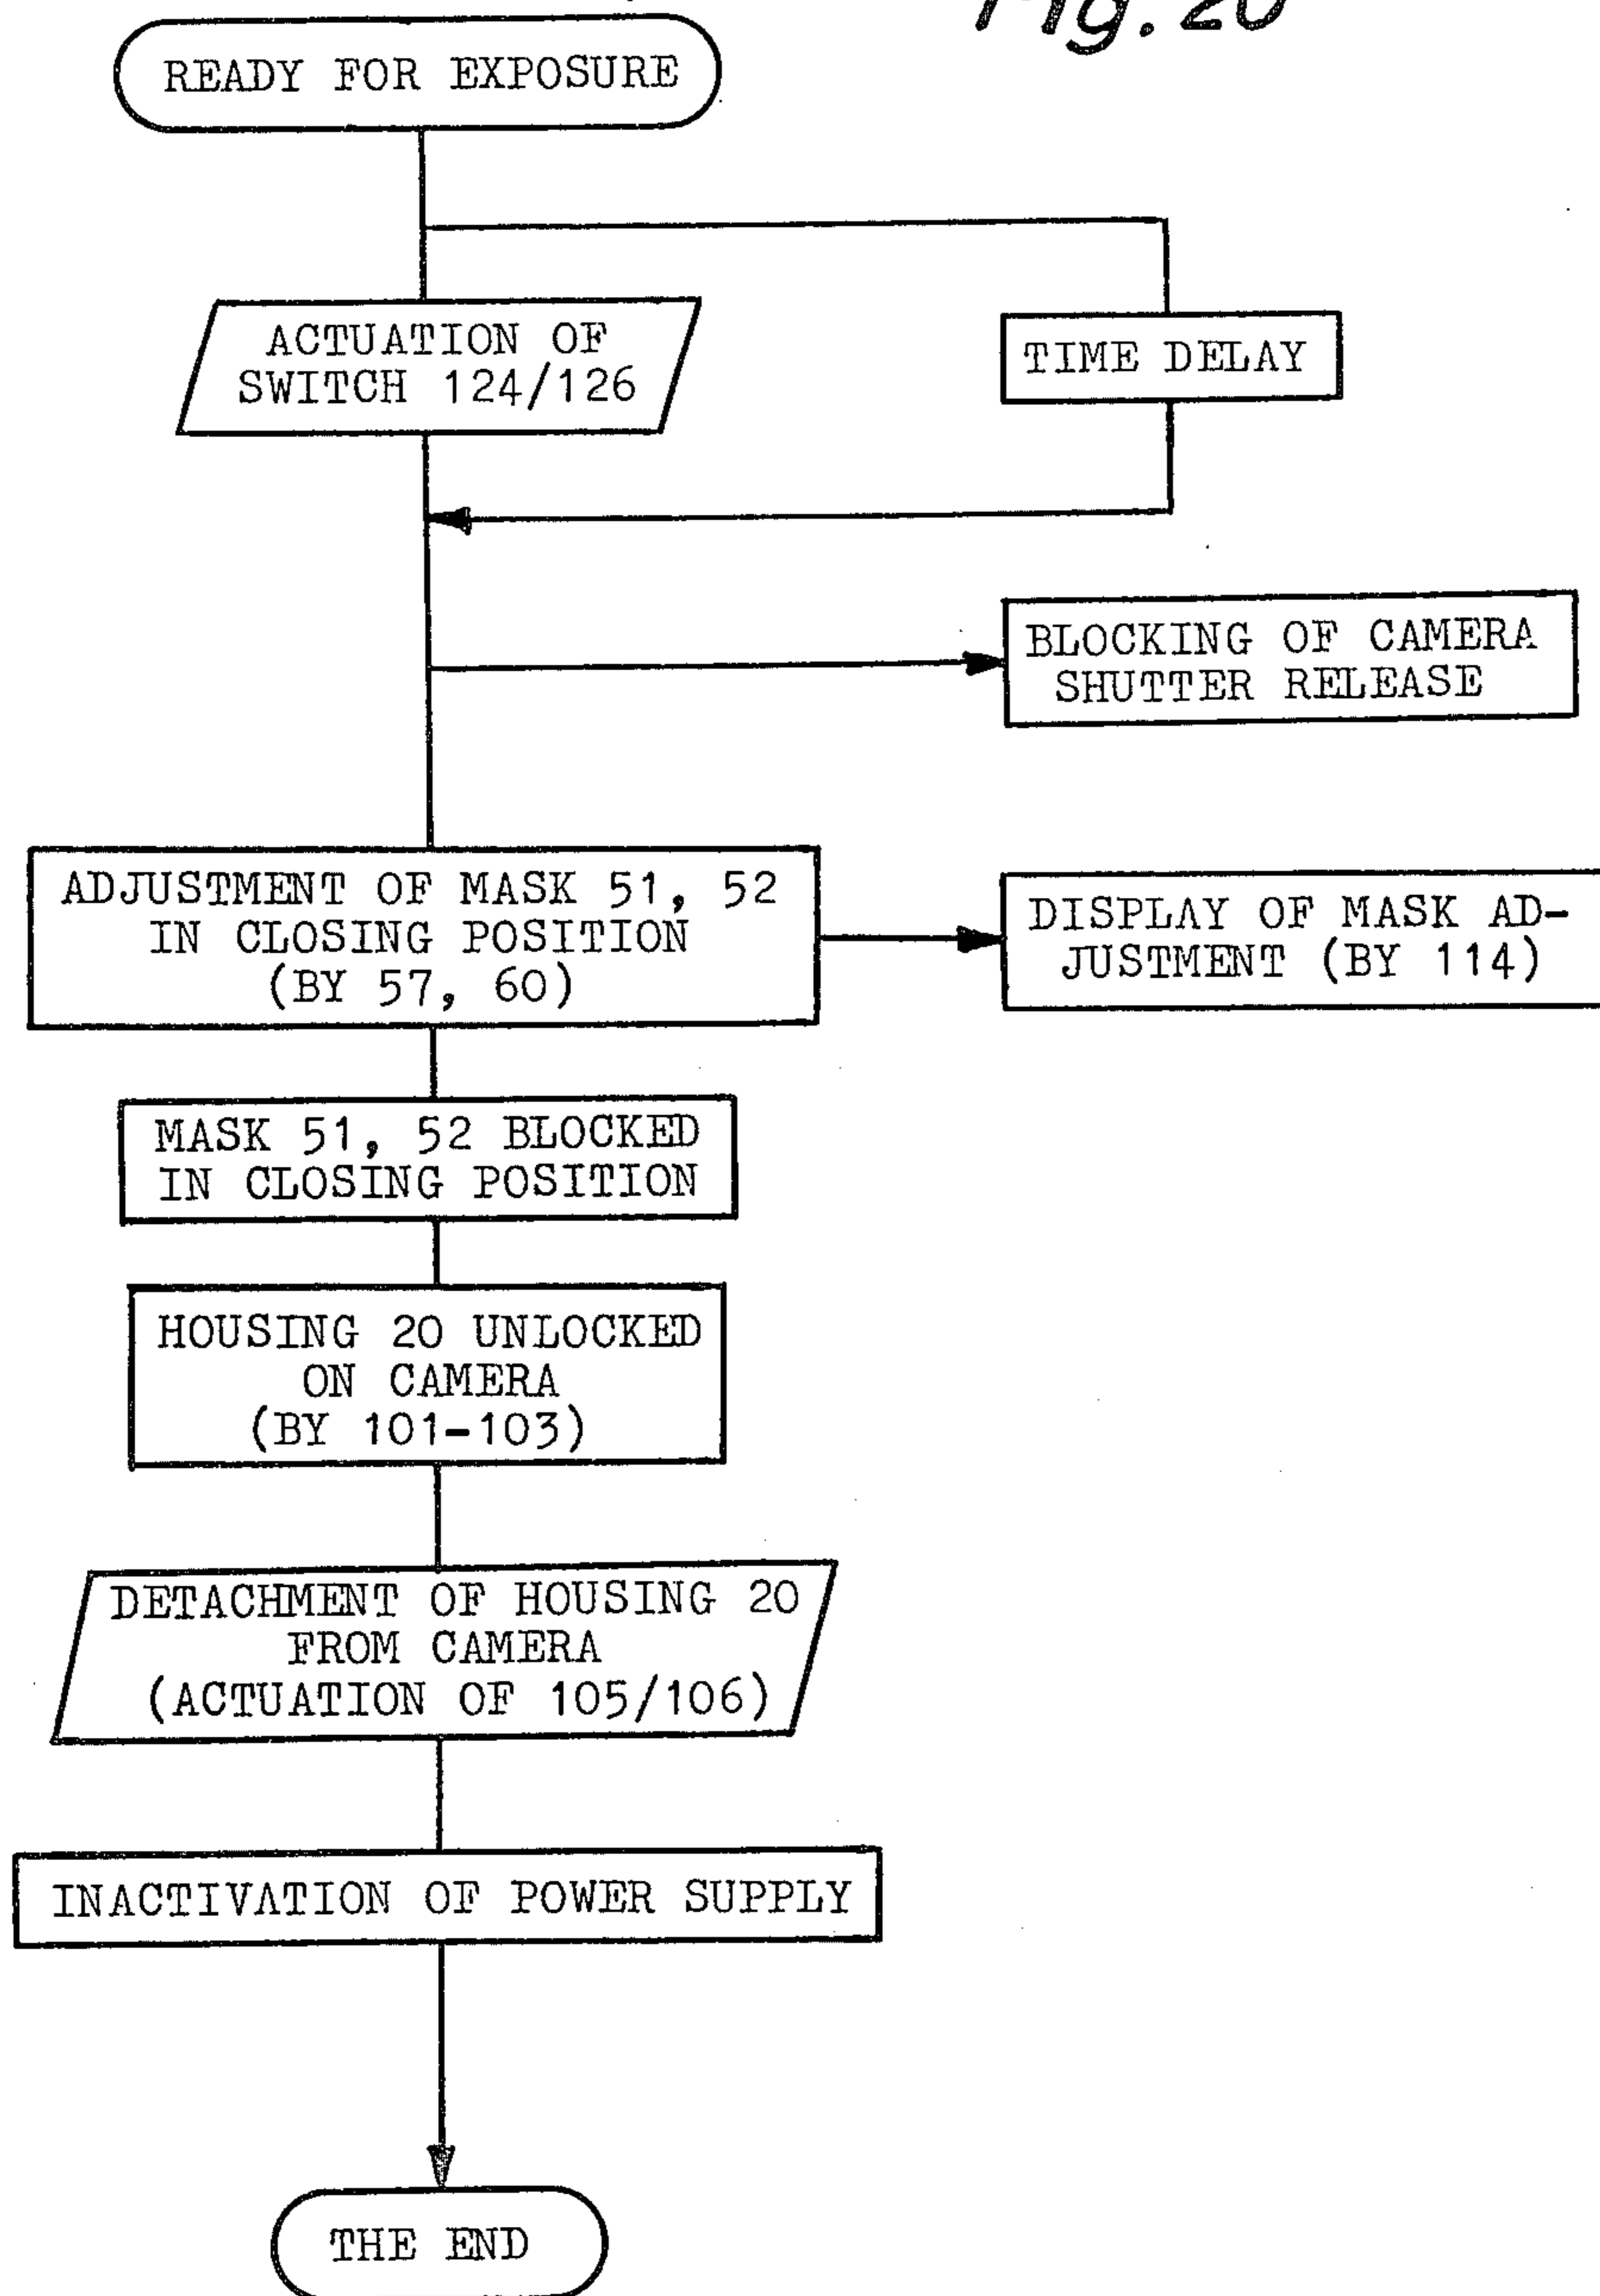 Fig. 20
READY FOR EXPOSURE
ACTUATION OF
SWITCH 124/126
TIME DELAY
BLOCKING OF CAMERA
SHUTTER RELEASE
ADJUSTMENT OF MASK 51, 52
IN CLOSING POSITION
(BY 57, 60)
DISPLAY OF MASK AD-
JUSTMENT (BY 114)
MASK 51, 52 BLOCKED
IN CLOSING POSITION
HOUSING 20 UNLOCKED
ON CAMERA
(BY 101-103)
DETACHMENT OF HOUSING 20
FROM CAMERA
(ACTUATION OF 105/106)
INACTIVATION OF POWER SUPPLY
THE END